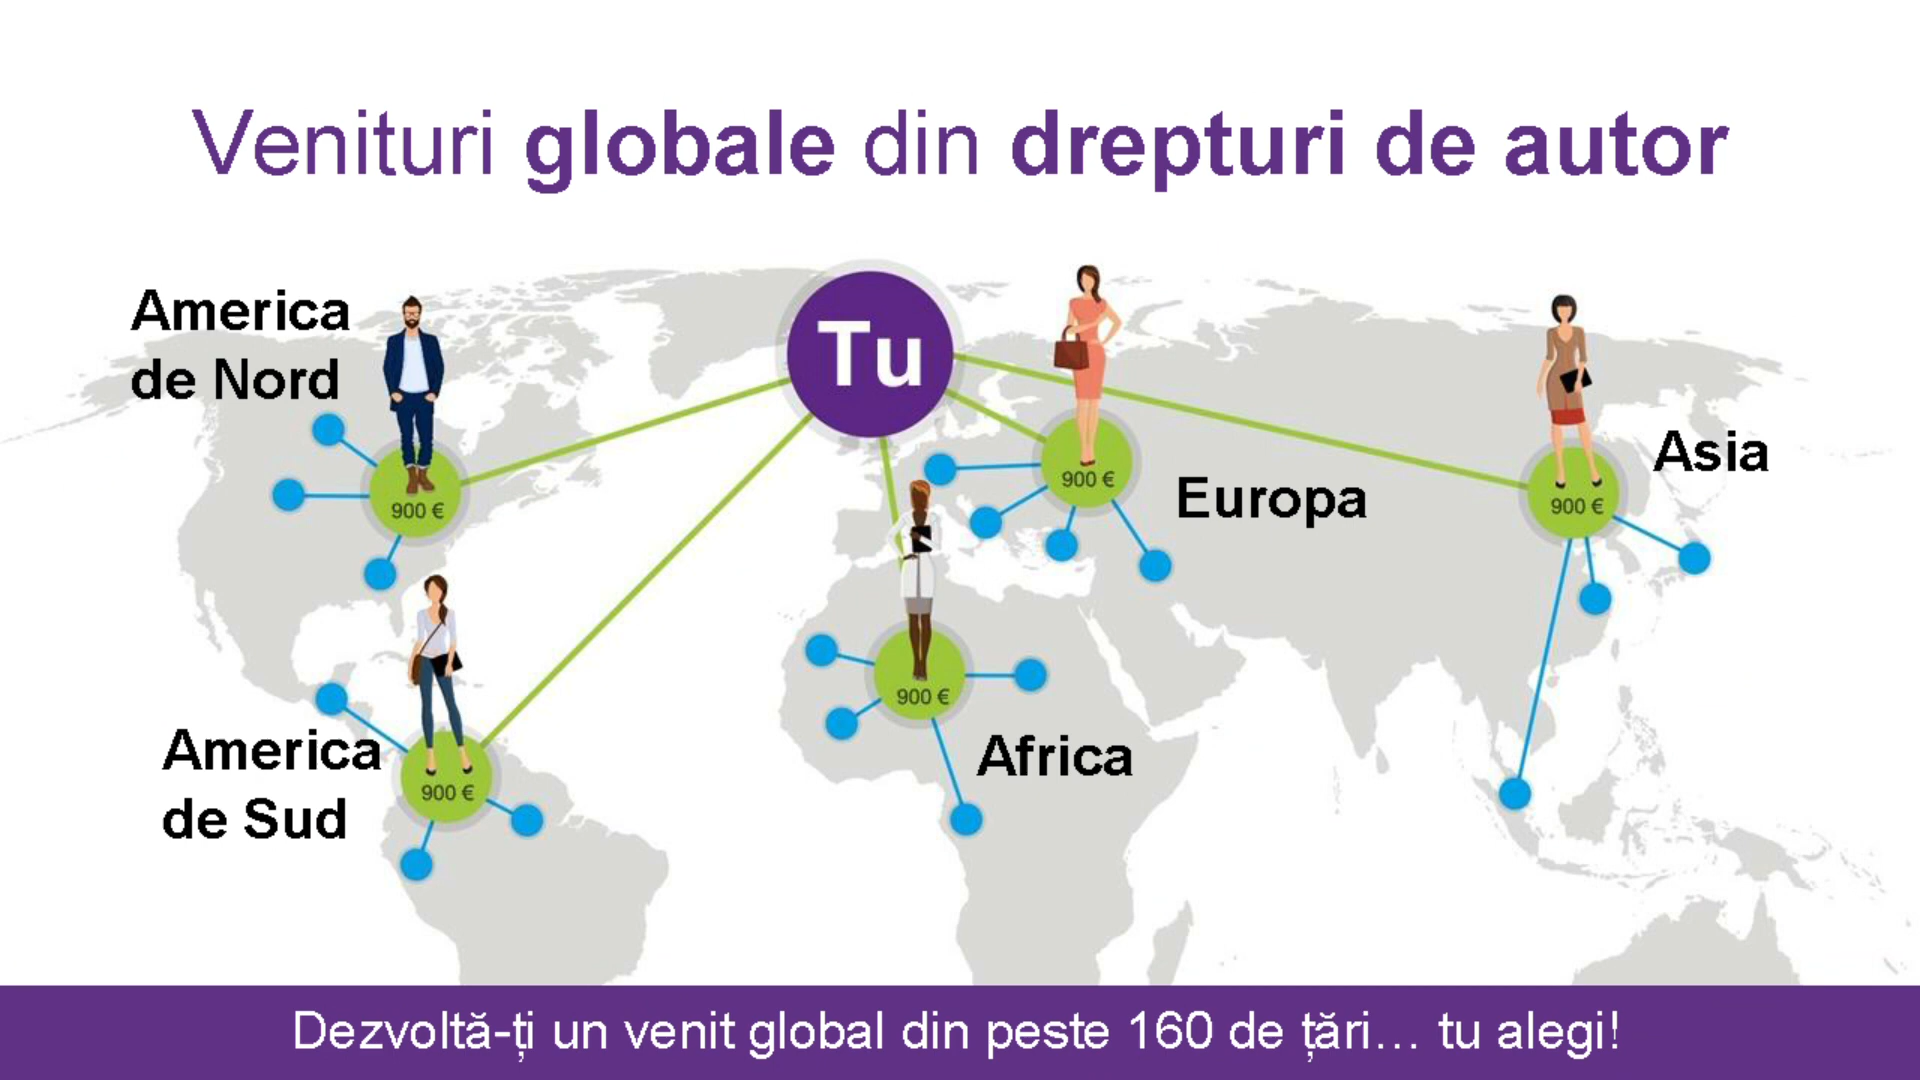 Venituri globale din drepturi de autor
America
de Nord
Tu
Asia
Europa
900 €
900 €
900 €
900 €
America
de Sud
Africa
900 €
Dezvoltă-ți un venit global din peste 160 de țări... tu alegi!